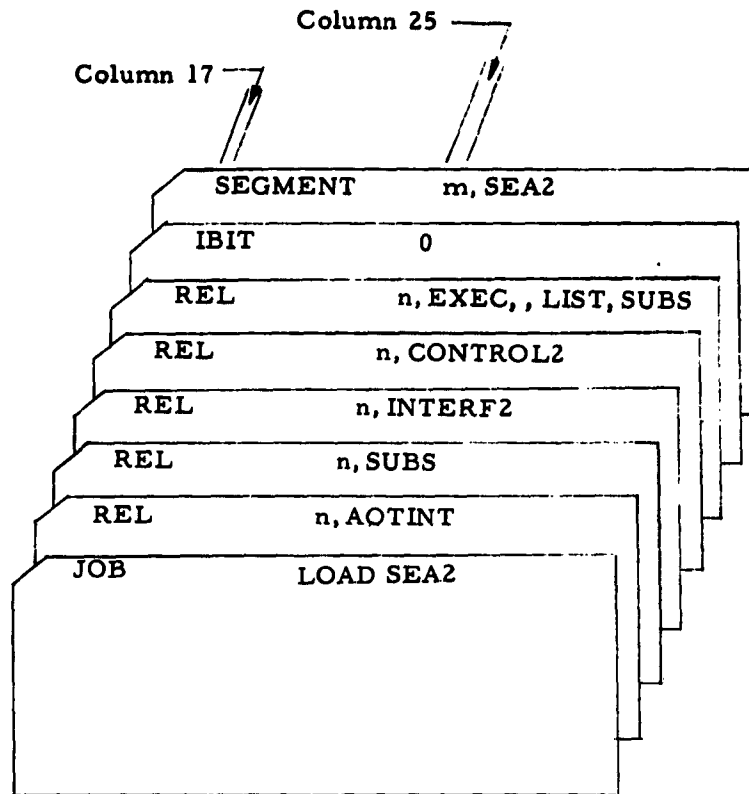 Column 25
Column 17
SEGMENT m, SEA2
IBIT 0
REL n, EXEC, , LIST, SUBS
REL n, CONTROL2
REL n, INTERF2
REL n, SUBS
REL n, AOTINT
JOB LOAD SEA2